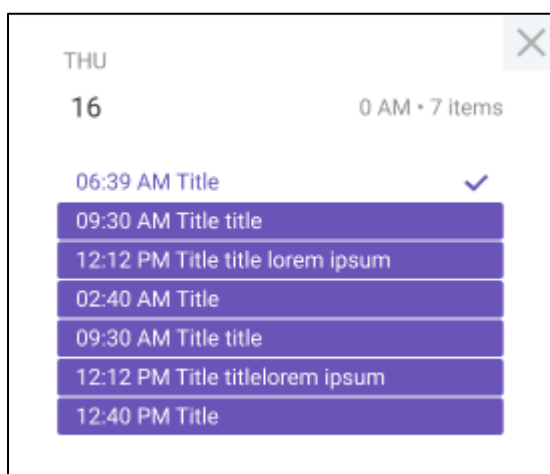 THU
16 0 AM • 7 items
06:39 AM Title
09:30 AM Title title
12:12 PM Title title lorem ipsum
02:40 AM Title
09:30 AM Title title
12:12 PM Title titlelorem ipsum
12:40 PM Title